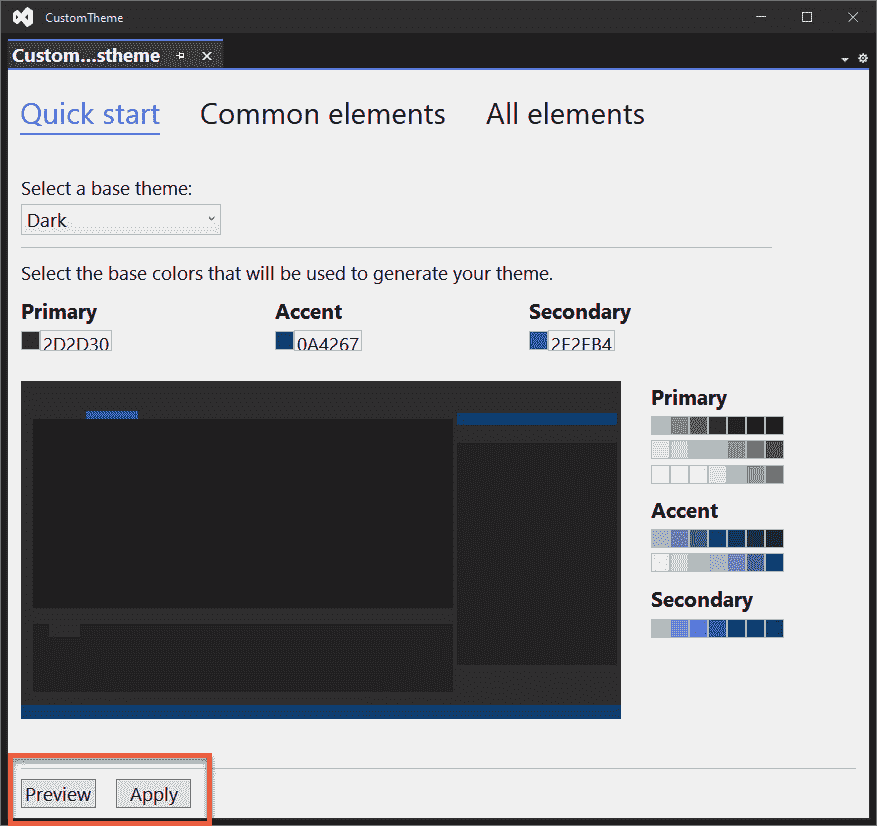 CustomTheme
Custom...stheme
Quick start Common elements All elements
Select a base theme:
Dark
Select the base colors that will be used to generate your theme.
Primary Accent Secondary
2D2D30 0A4267 2E2EB4
Primary
Accent
Secondary
Preview Apply